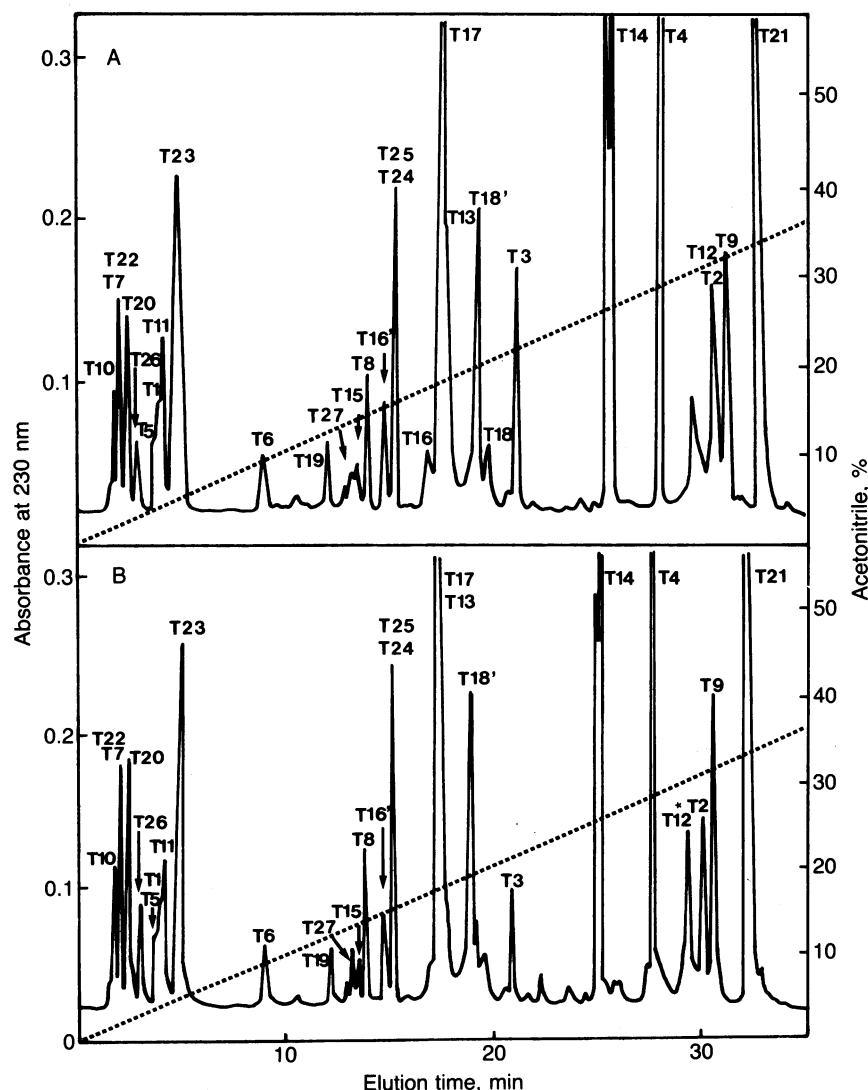 A
0.3
0.2
0.1
T10
T22
T7
T20
T26
T5
T1
T11
T23
T6
T19
T27
T15
T8
T16'
T25
T24
T16
T17
T13
T18'
T18
T3
T14
T4
T12
T2
T9
T21
50
40
30
20
10
B
0.3
0.2
0.1
0
T10
T22
T7
T20
T26
T1
T5
T11
T23
T6
T19
T27
T15
T8
T16'
T25
T24
T17
T13
T18'
T3
T14
T4
T12*
T2
T9
T21
50
40
30
20
10
10
20
30
Absorbance at 230 nm
Acetonitrile, %
Elution time, min